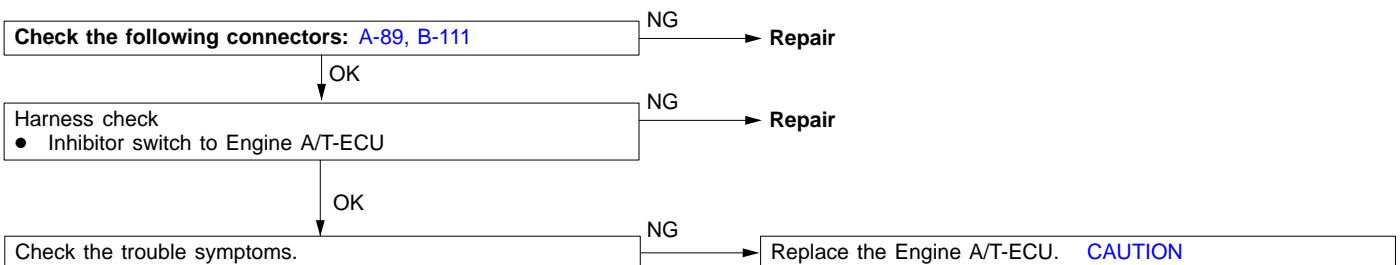 Check the following connectors: A-89, B-111
NG
Repair
OK
Harness check
● Inhibitor switch to Engine A/T-ECU
NG
Repair
OK
Check the trouble symptoms.
NG
Replace the Engine A/T-ECU. CAUTION